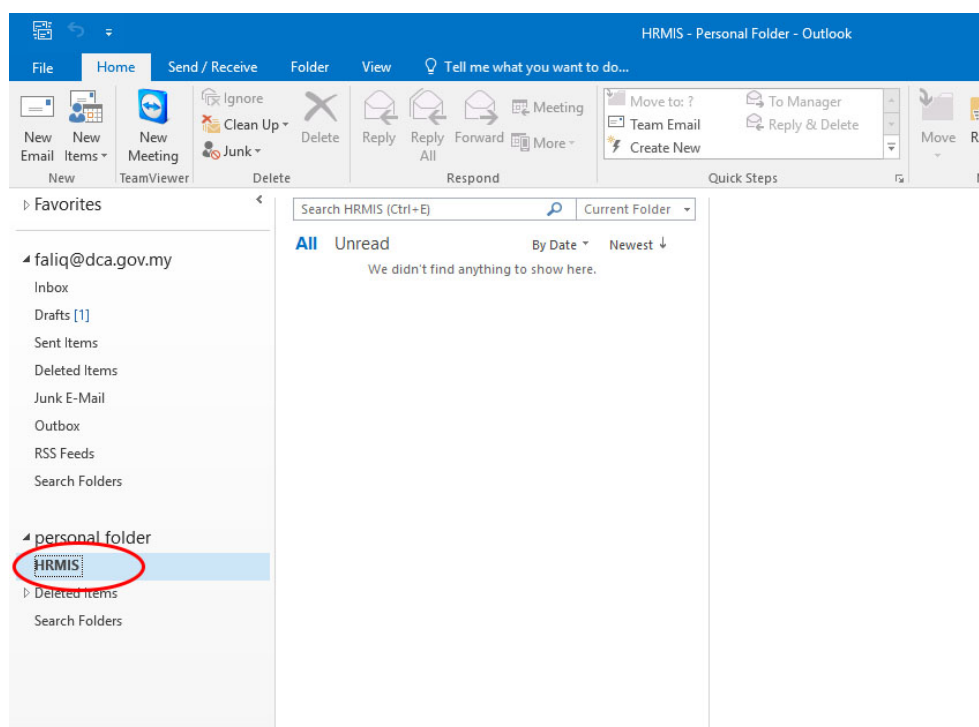 HRMIS - Personal Folder - Outlook
File Home Send / Receive Folder View Tell me what you want to do...
New Email
New Items
New Meeting
Ignore
Clean Up
Junk
Delete
Reply
Reply All
Forward
Meeting
More
Move to: ?
Team Email
Create New
To Manager
Reply & Delete
Move
R
New TeamViewer Delete Respond Quick Steps
Favorites
Search HRMIS (Ctrl+E) Current Folder
All Unread By Date Newest
We didn't find anything to show here.
faliq@dca.gov.my
Inbox
Drafts [1]
Sent Items
Deleted Items
Junk E-Mail
Outbox
RSS Feeds
Search Folders
personal folder
HRMIS
Deleted Items
Search Folders